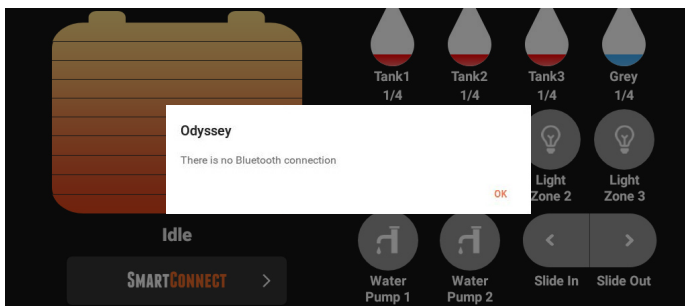 Tank1 Tank2 Tank3 Grey
1/4 1/4 1/4 1/4
Odyssey
There is no Bluetooth connection
OK
Light Light
Zone 2 Zone 3
Idle
SMARTCONNECT >
Water Water Slide In Slide Out
Pump 1 Pump 2